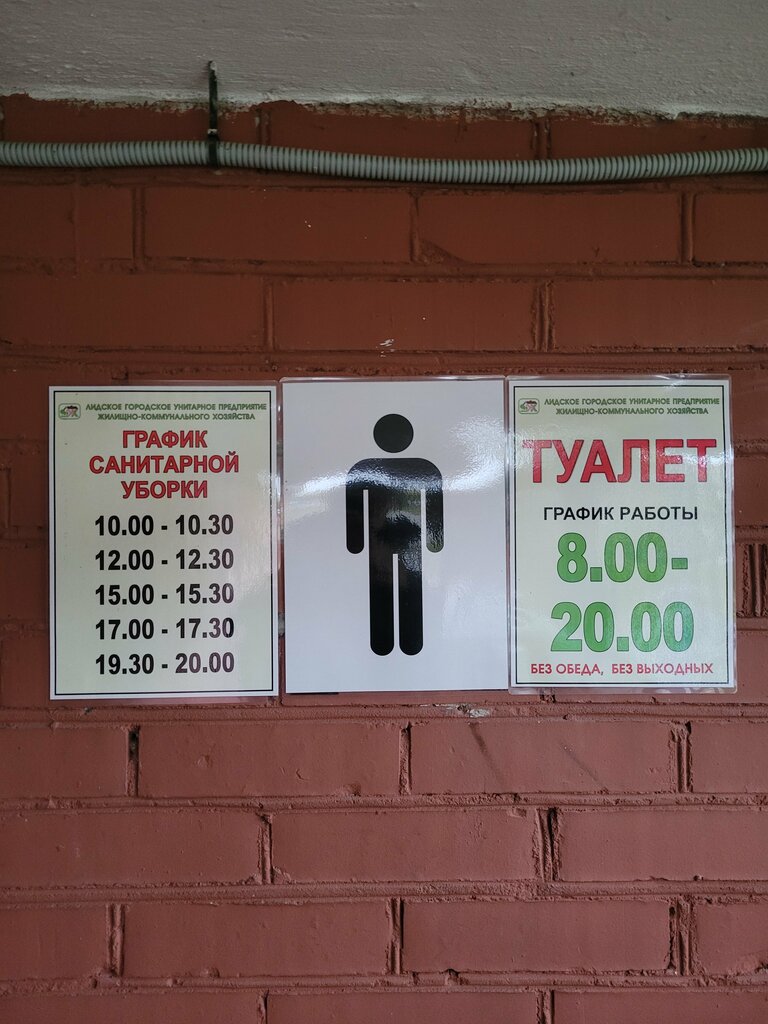 ЛИДСКОЕ ГОРОДСКОЕ УНИТАРНОЕ ПРЕДПРИЯТИЕ
ЖИЛИЩНО-КОММУНАЛЬНОГО ХОЗЯЙСТВА
ГРАФИК
САНИТАРНОЙ
УБОРКИ
10.00 - 10.30
12.00 - 12.30
15.00 - 15.30
17.00 - 17.30
19.30 - 20.00
ЛИДСКОЕ ГОРОДСКОЕ УНИТАРНОЕ ПРЕДПРИЯТИЕ
ЖИЛИЩНО-КОММУНАЛЬНОГО ХОЗЯЙСТВА
ТУАЛЕТ
ГРАФИК РАБОТЫ
8.00-
20.00
БЕЗ ОБЕДА, БЕЗ ВЫХОДНЫХ